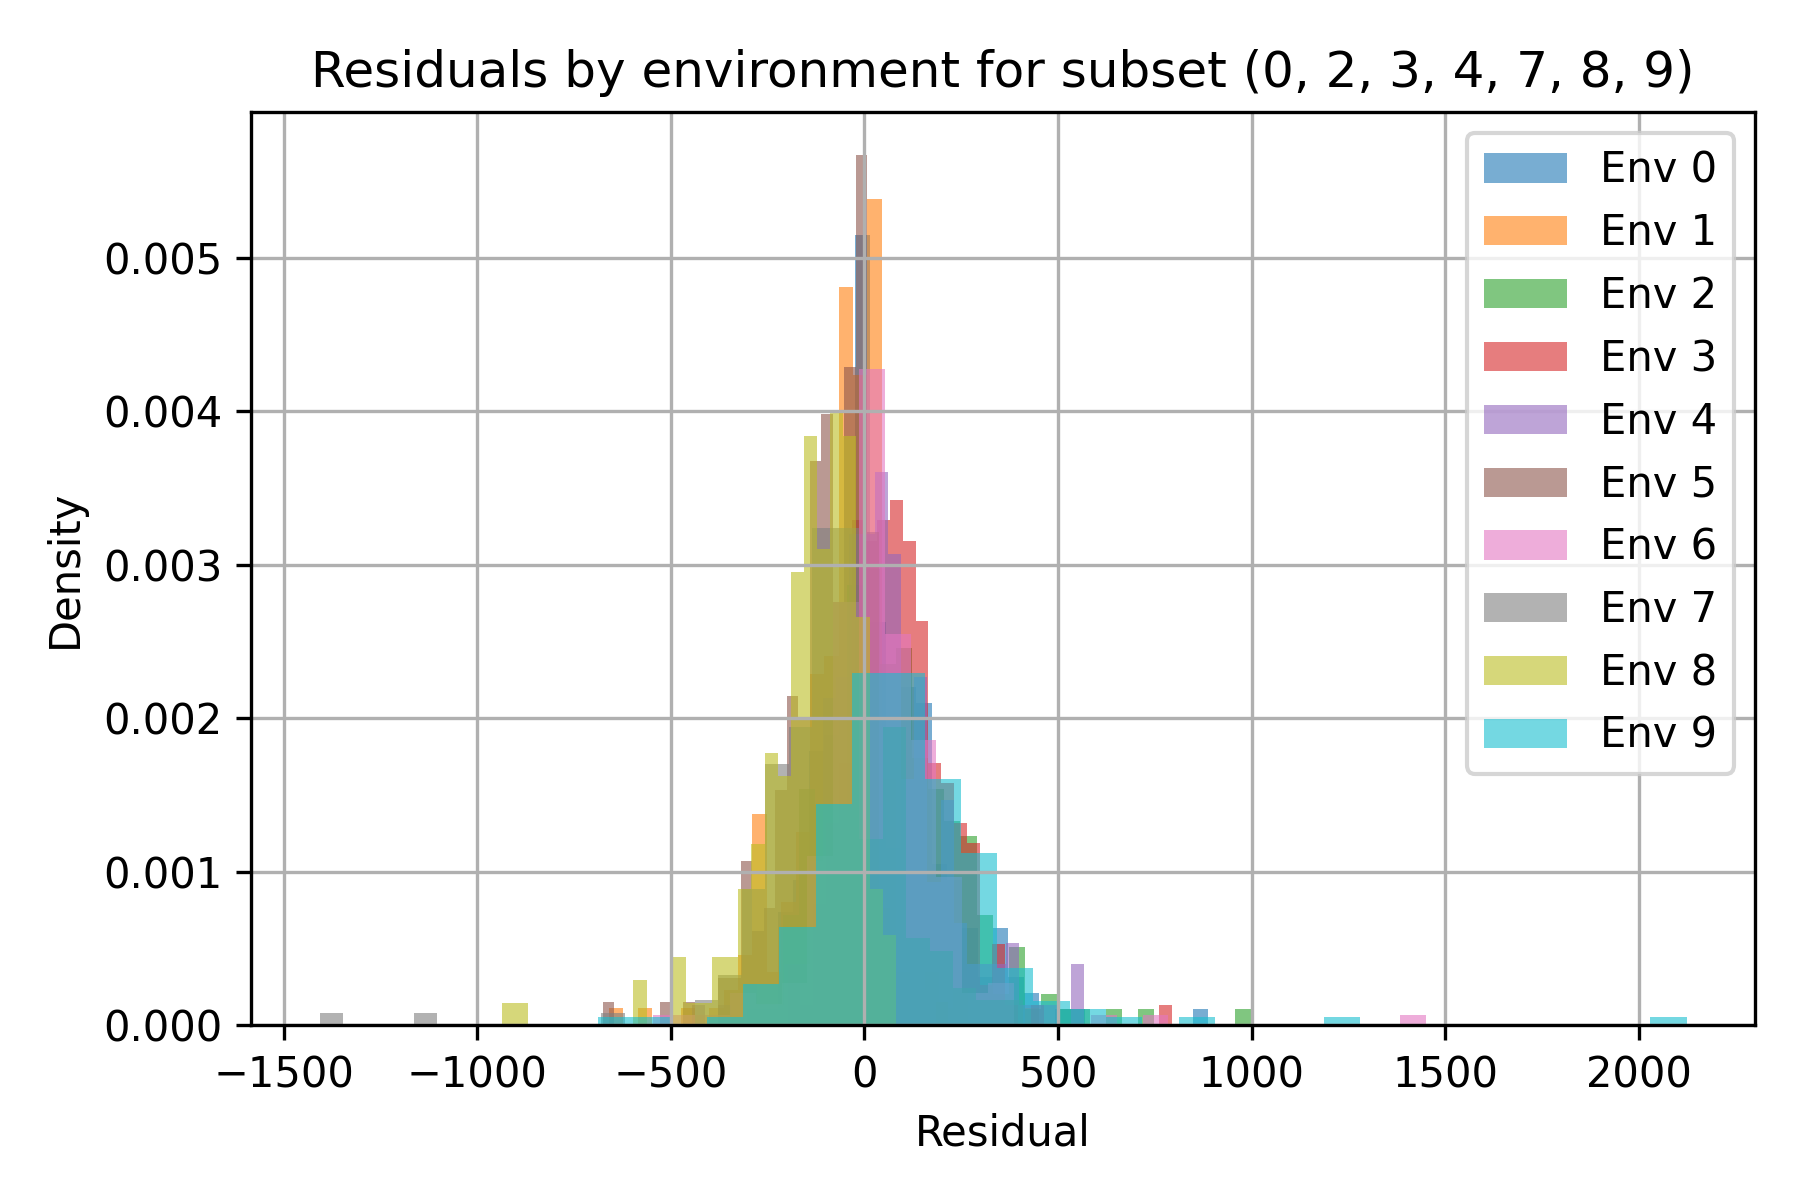 Residuals by environment for subset (0, 2, 3, 4, 7, 8, 9)
Env 0
Env 1
Env 2
Env 3
Env 4
Env 5
Env 6
Env 7
Env 8
Env 9
Density
0.005
0.004
0.003
0.002
0.001
0.000
−1500 −1000 −500 0 500 1000 1500 2000
Residual